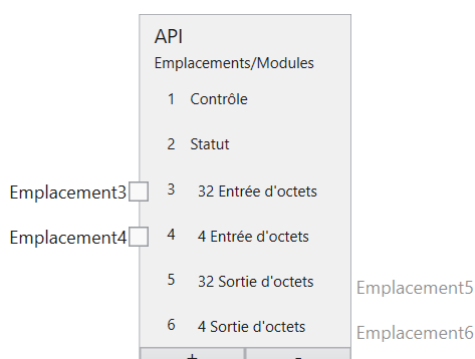 API
Emplacements/Modules
1 Contrôle
2 Statut
Emplacement3 3 32 Entrée d'octets
Emplacement4 4 4 Entrée d'octets
5 32 Sortie d'octets Emplacement5
6 4 Sortie d'octets Emplacement6
+ -